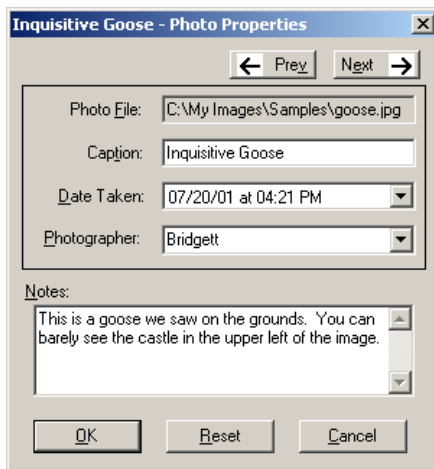 Inquisitive Goose - Photo Properties
Prev Next
Photo File: C:\My Images\Samples\goose.jpg
Caption: Inquisitive Goose
Date Taken: 07/20/01 at 04:21 PM
Photographer: Bridgett
Notes:
This is a goose we saw on the grounds.  You can
barely see the castle in the upper left of the image.
OK Reset Cancel